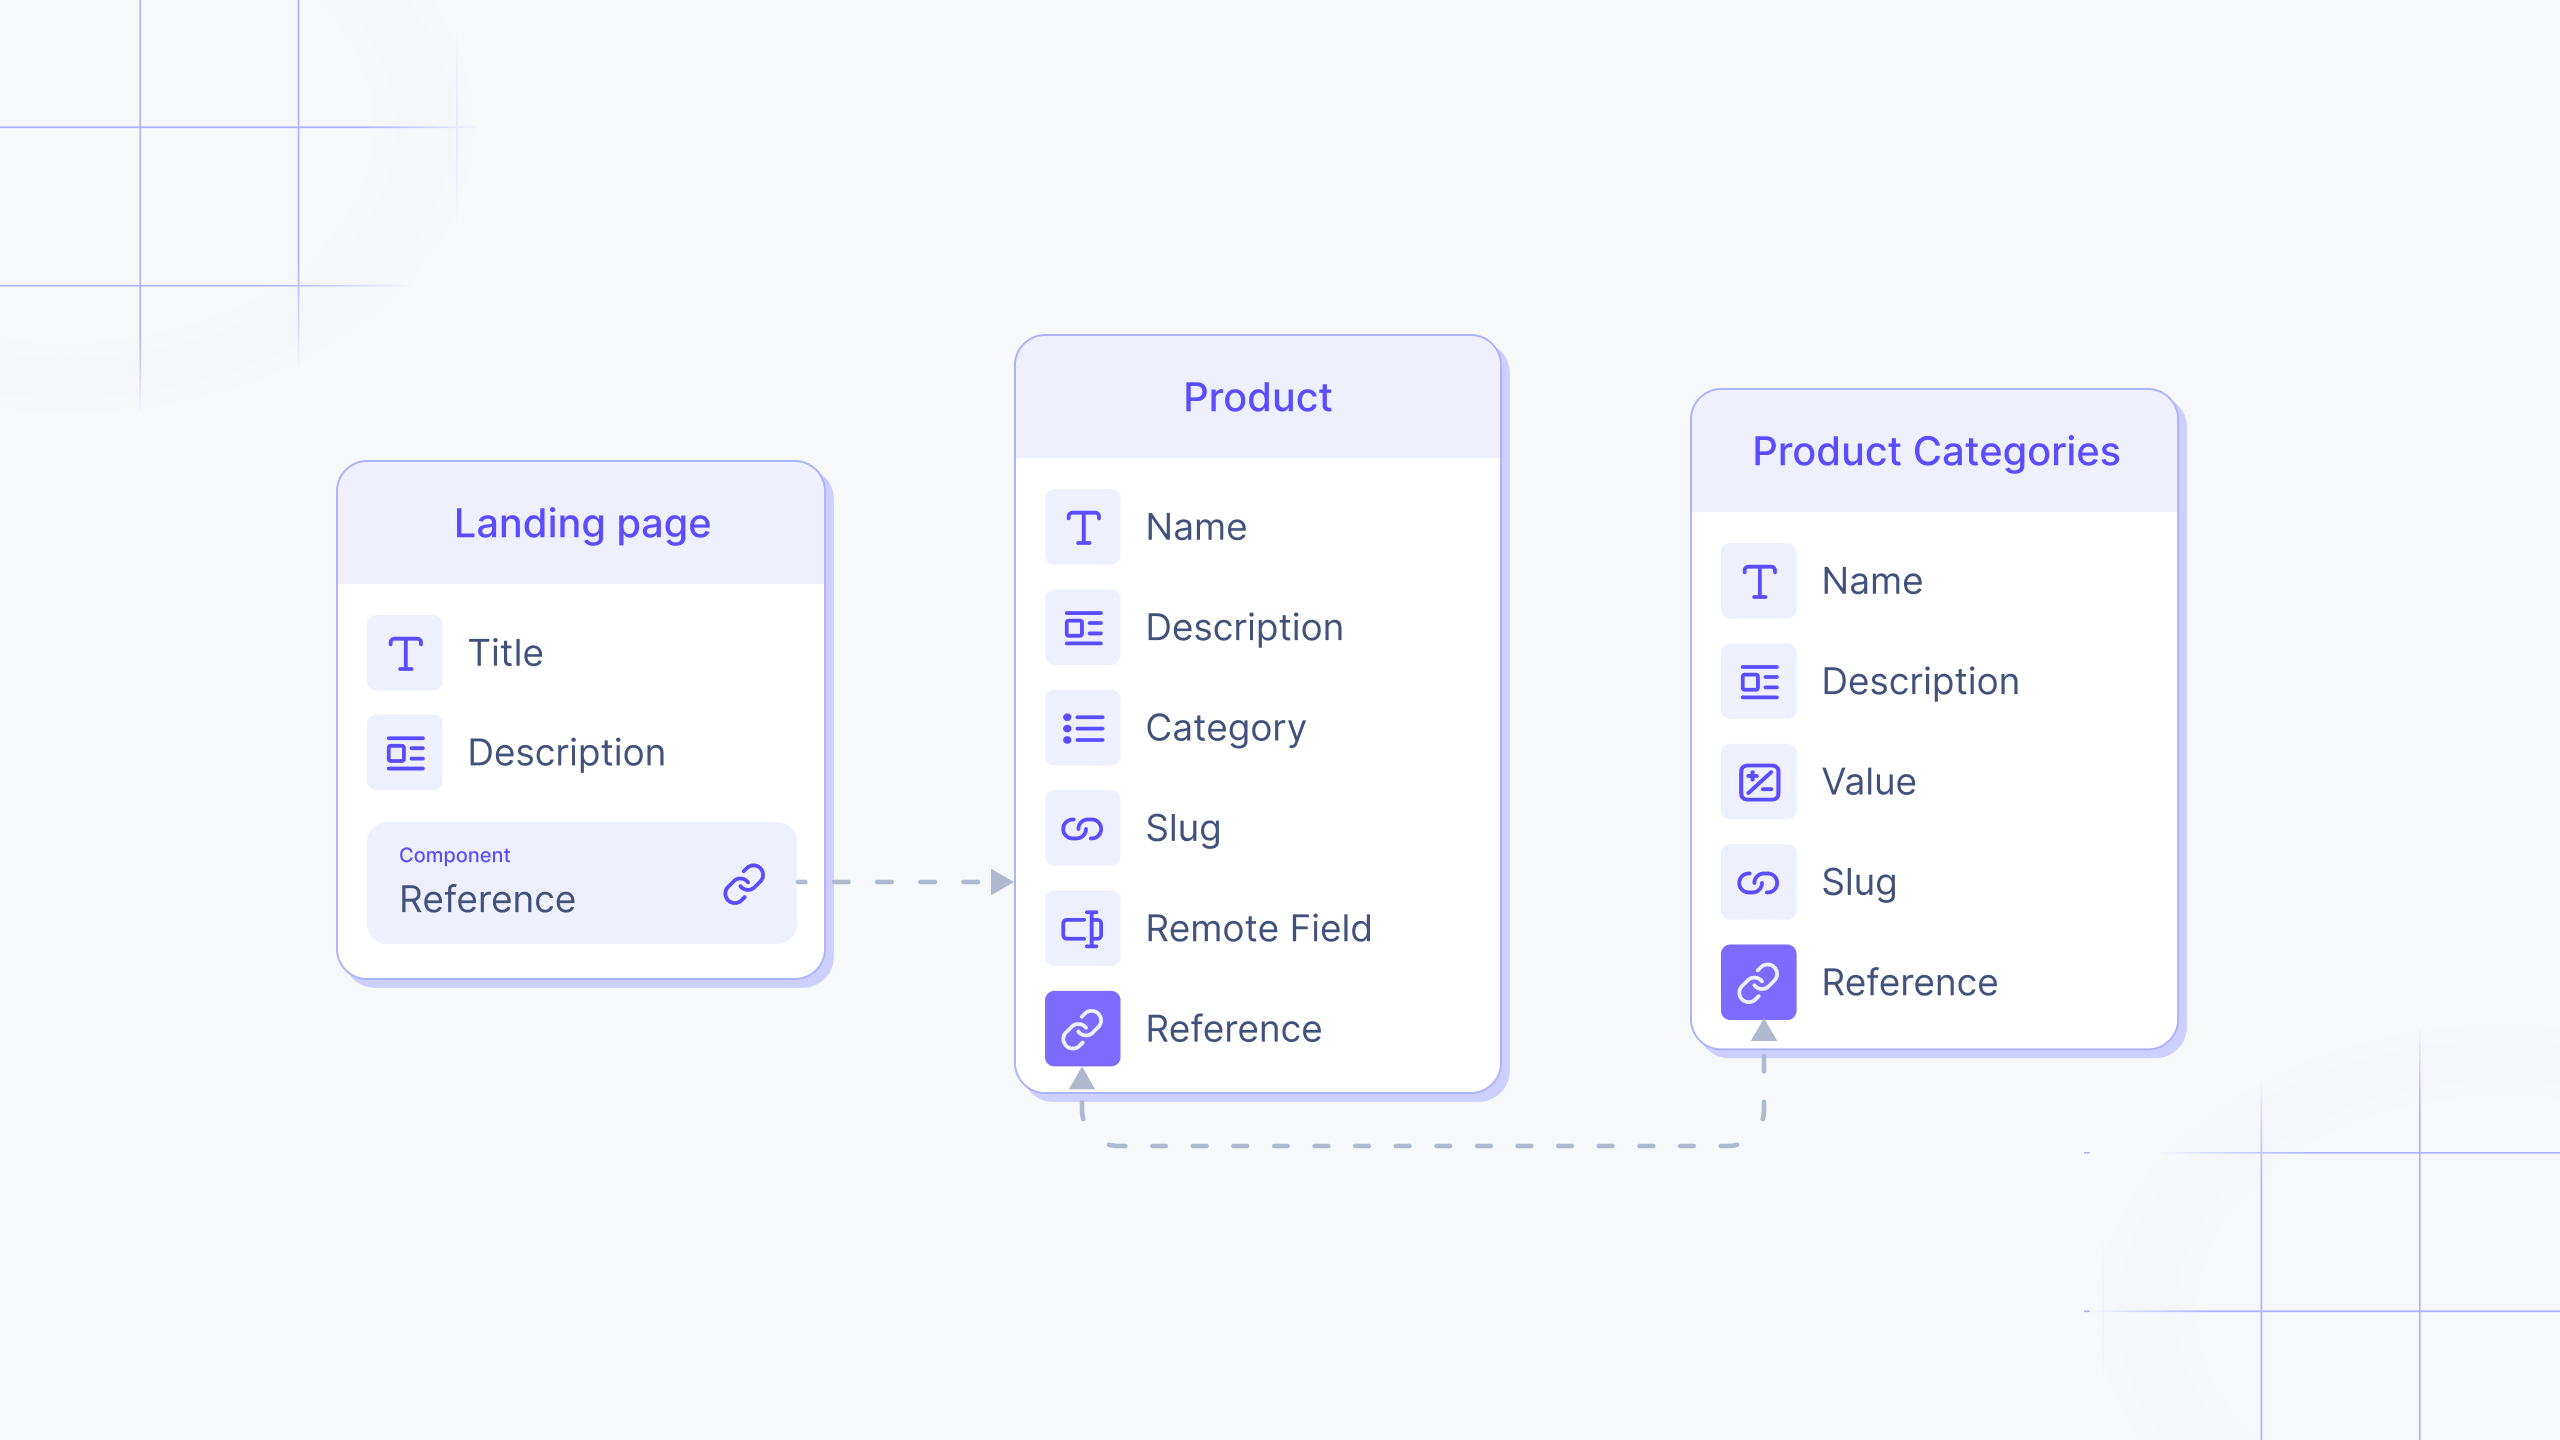 Landing page
Title
Description
Component
Reference
Product
Name
Description
Category
Slug
Remote Field
Reference
Product Categories
Name
Description
Value
Slug
Reference